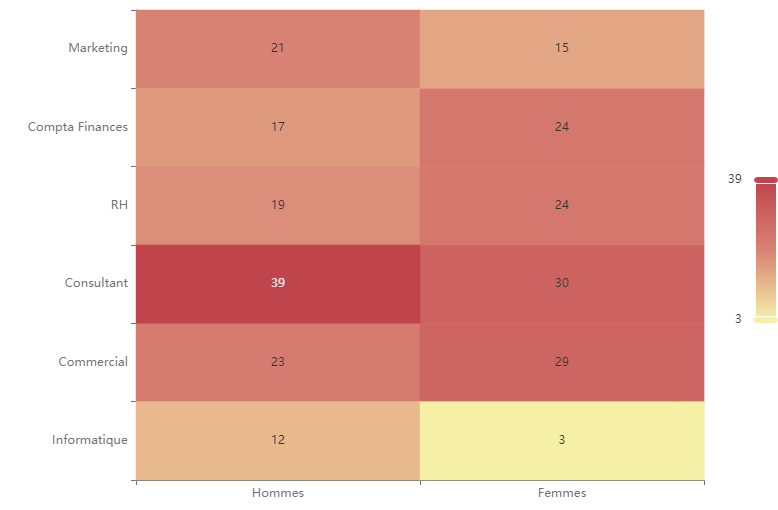 Marketing 21 15
Compta Finances 17 24
RH 19 24
39
Consultant 39 30
3
Commercial 23 29
Informatique 12 3
Hommes Femmes